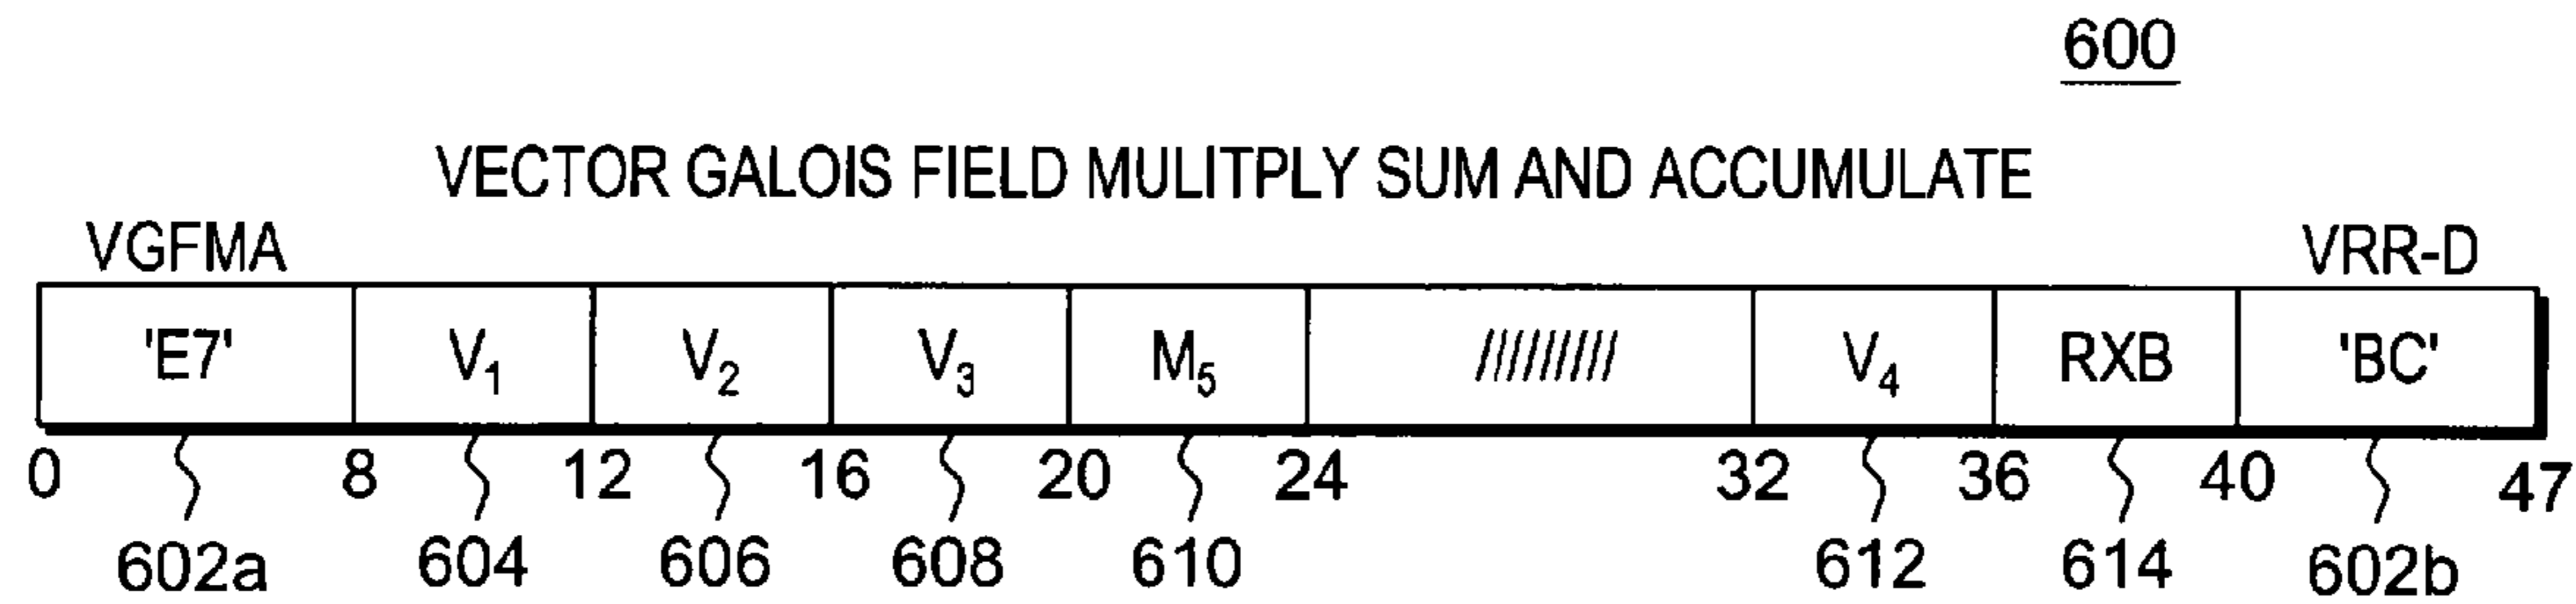 600
VECTOR GALOIS FIELD MULITPLY SUM AND ACCUMULATE
VGFMA VRR-D
'E7' V₁ V₂ V₃ M₅ ///////// V₄ RXB 'BC'
0 8 12 16 20 24 32 36 40 47
602a 604 606 608 610 612 614 602b